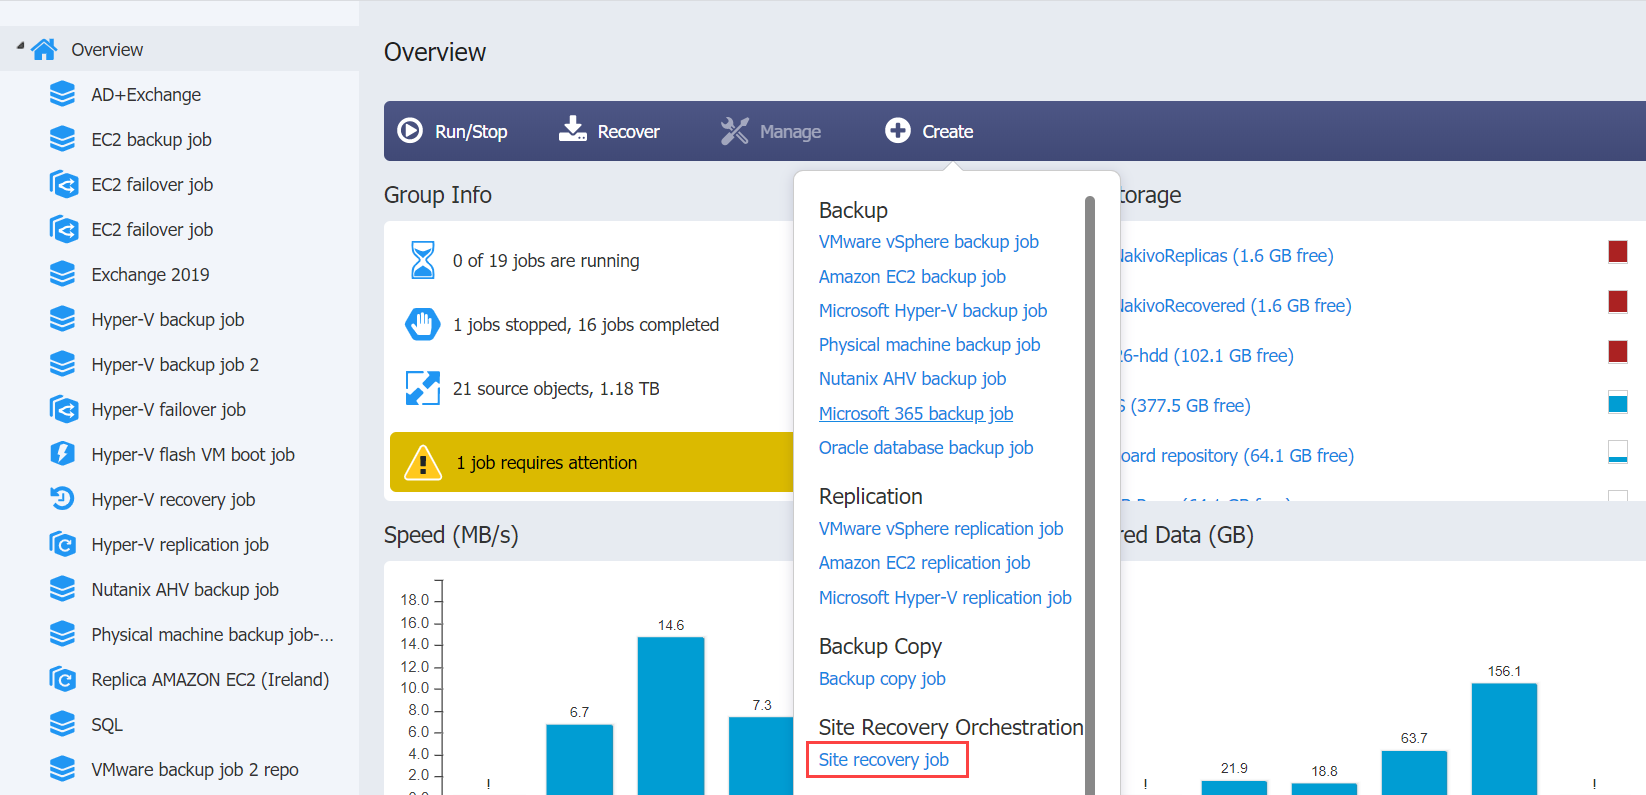 Overview
AD+Exchange
EC2 backup job
EC2 failover job
EC2 failover job
Exchange 2019
Hyper-V backup job
Hyper-V backup job 2
Hyper-V failover job
Hyper-V flash VM boot job
Hyper-V recovery job
Hyper-V replication job
Nutanix AHV backup job
Physical machine backup job-...
Replica AMAZON EC2 (Ireland)
SQL
VMware backup job 2 repo
Overview
Run/Stop Recover Manage Create
Group Info
0 of 19 jobs are running
1 jobs stopped, 16 jobs completed
21 source objects, 1.18 TB
1 job requires attention
Speed (MB/s)
18.0
16.0
14.0
12.0
10.0
8.0
6.0
4.0
2.0
!
6.7
14.6
7.3
Backup
VMware vSphere backup job
Amazon EC2 backup job
Microsoft Hyper-V backup job
Physical machine backup job
Nutanix AHV backup job
Microsoft 365 backup job
Oracle database backup job
Replication
VMware vSphere replication job
Amazon EC2 replication job
Microsoft Hyper-V replication job
Backup Copy
Backup copy job
Site Recovery Orchestration
Site recovery job
torage
NakivoReplicas (1.6 GB free)
NakivoRecovered (1.6 GB free)
26-hdd (102.1 GB free)
S (377.5 GB free)
oard repository (64.1 GB free)
red Data (GB)
!
21.9
18.8
63.7
156.1
!